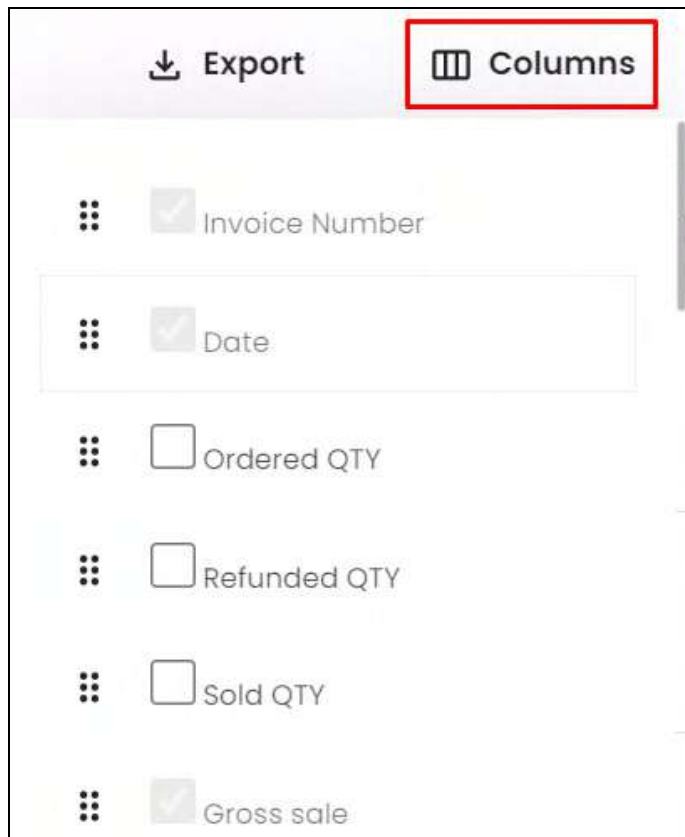 Export Columns
Invoice Number
Date
Ordered QTY
Refunded QTY
Sold QTY
Gross sale